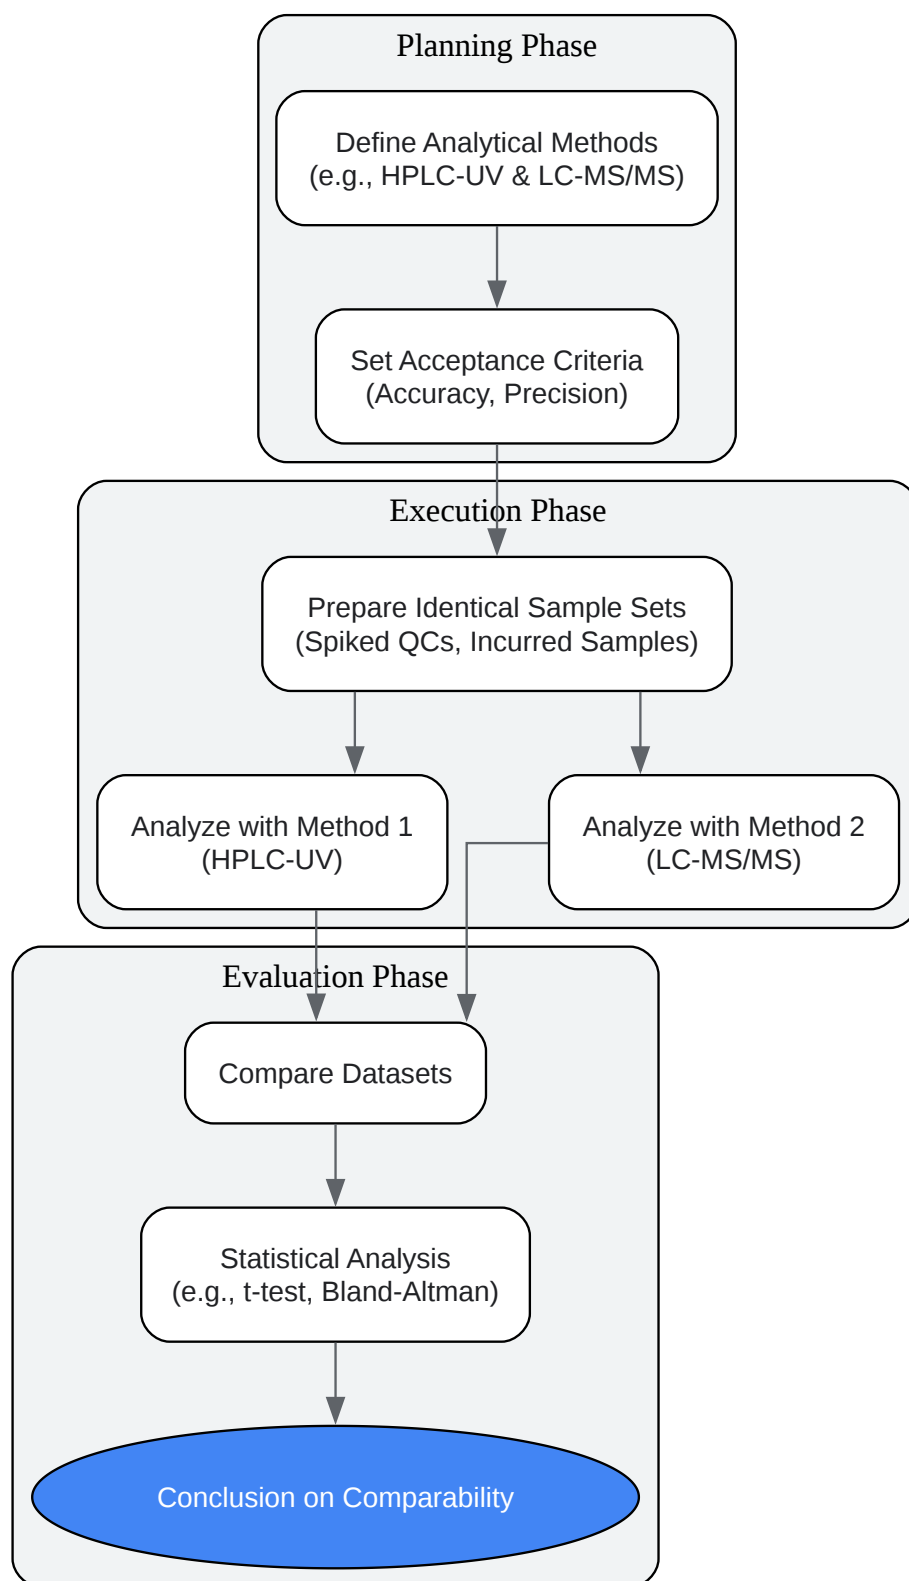 Planning Phase
Define Analytical Methods
(e.g., HPLC-UV & LC-MS/MS)
Set Acceptance Criteria
(Accuracy, Precision)
Execution Phase
Prepare Identical Sample Sets
(Spiked QCs, Incurred Samples)
Analyze with Method 1
(HPLC-UV)
Analyze with Method 2
(LC-MS/MS)
Evaluation Phase
Compare Datasets
Statistical Analysis
(e.g., t-test, Bland-Altman)
Conclusion on Comparability